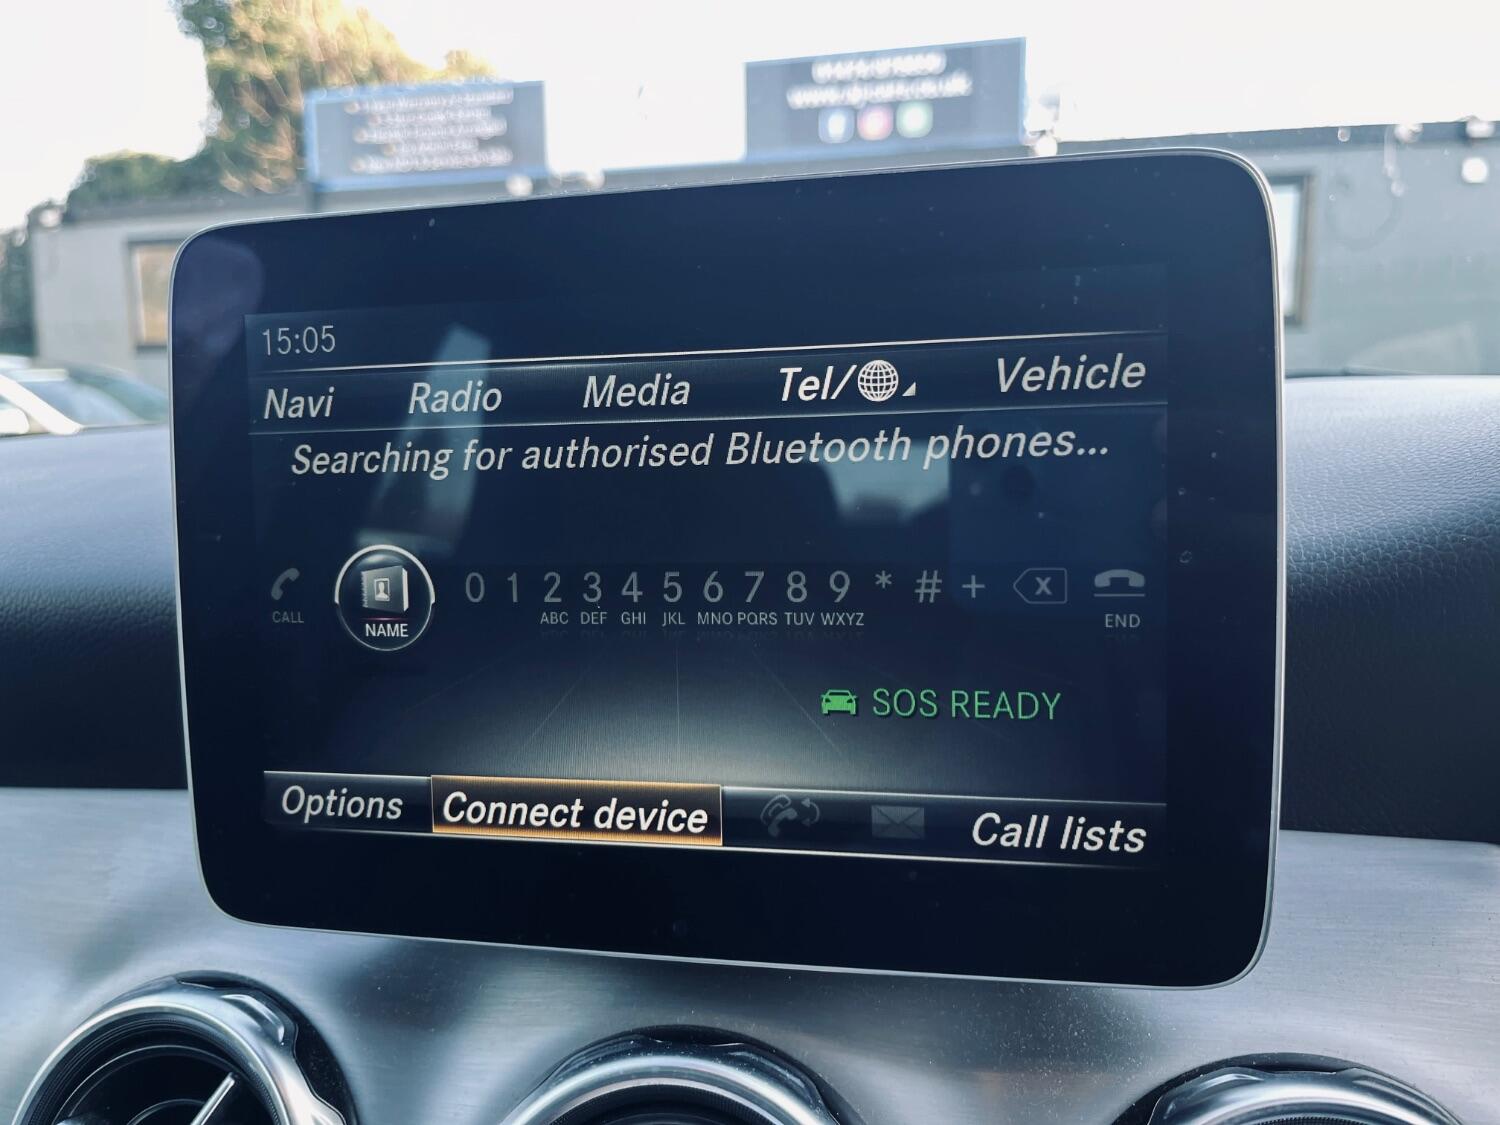 15:05
Navi Radio Media Tel/ Vehicle
Searching for authorised Bluetooth phones...
CALL NAME 0 1 2 ABC 3 DEF 4 GHI 5 JKL 6 MNO 7 PQRS 8 TUV 9 WXYZ * # + X END
SOS READY
Options Connect device Call lists